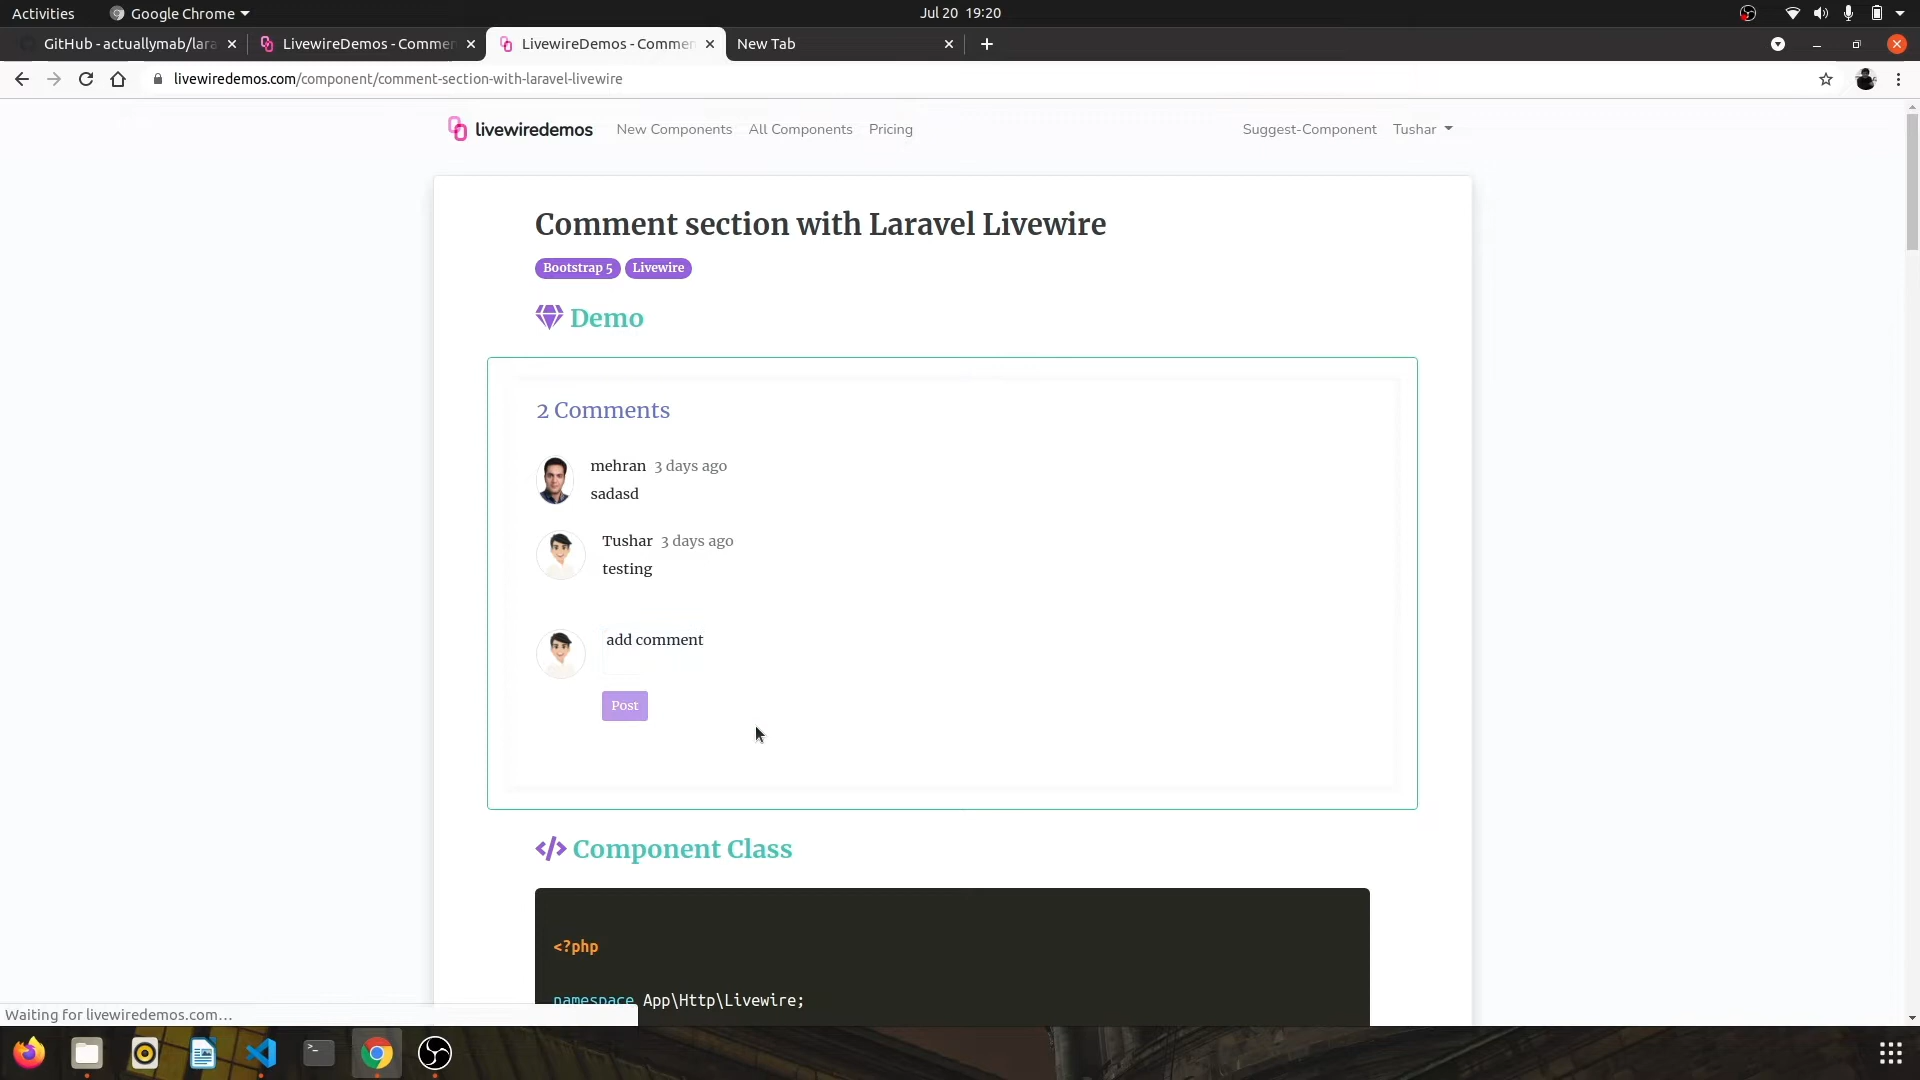 Activities Google Chrome Jul 20 19:20
GitHub - actuallymab/lara LivewireDemos - Commen LivewireDemos - Commen New Tab
livewiredemos.com/component/comment-section-with-laravel-livewire
livewiredemos New Components All Components Pricing Suggest-Component Tushar
Comment section with Laravel Livewire
Bootstrap 5 Livewire
Demo
2 Comments
mehran 3 days ago
sadasd
Tushar 3 days ago
testing
add comment
Post
</> Component Class
<?php
namespace App\Http\Livewire;
Waiting for livewiredemos.com...